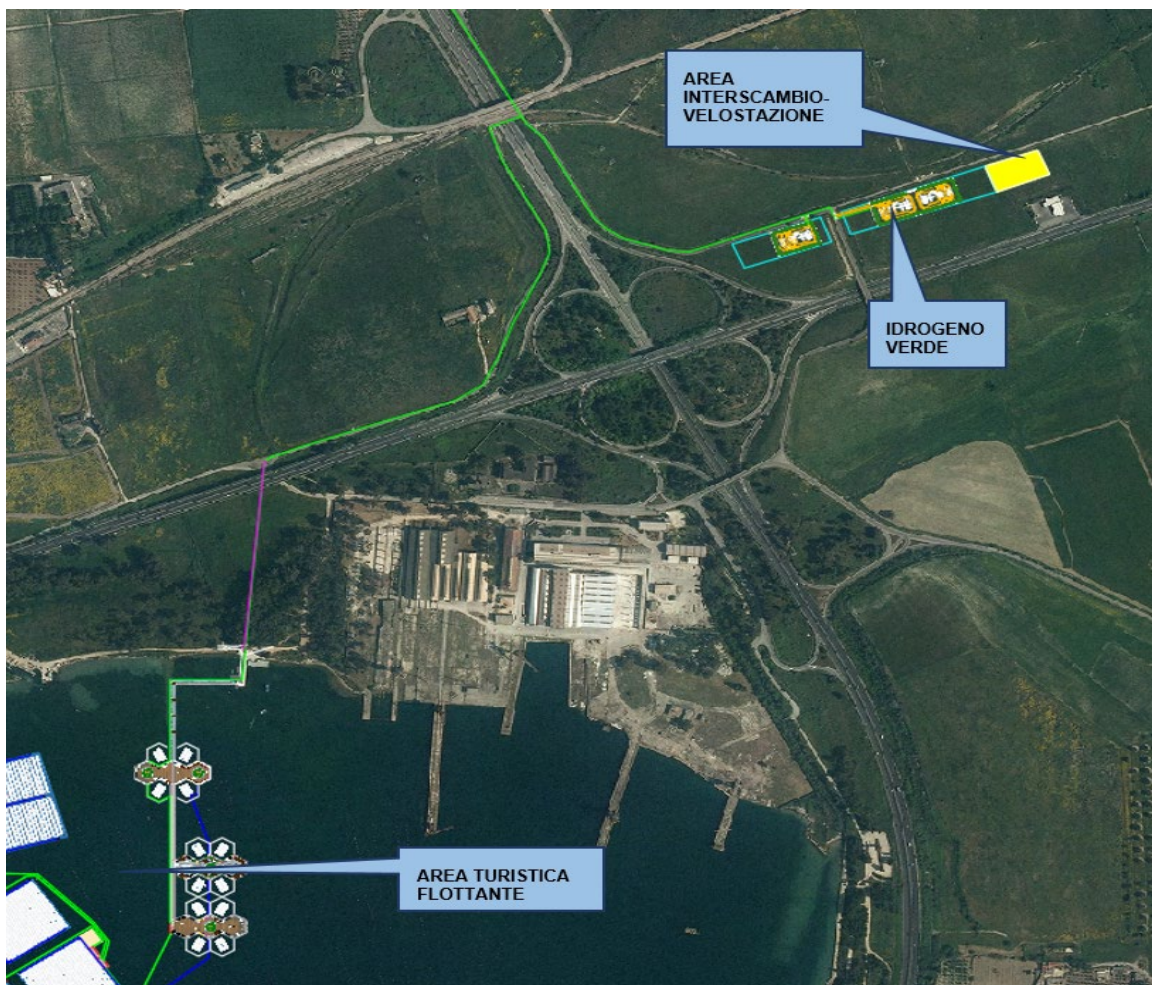 AREA
INTERSCAMBIO-
VELOSTAZIONE
IDROGENO
VERDE
AREA TURISTICA
FLOTTANTE